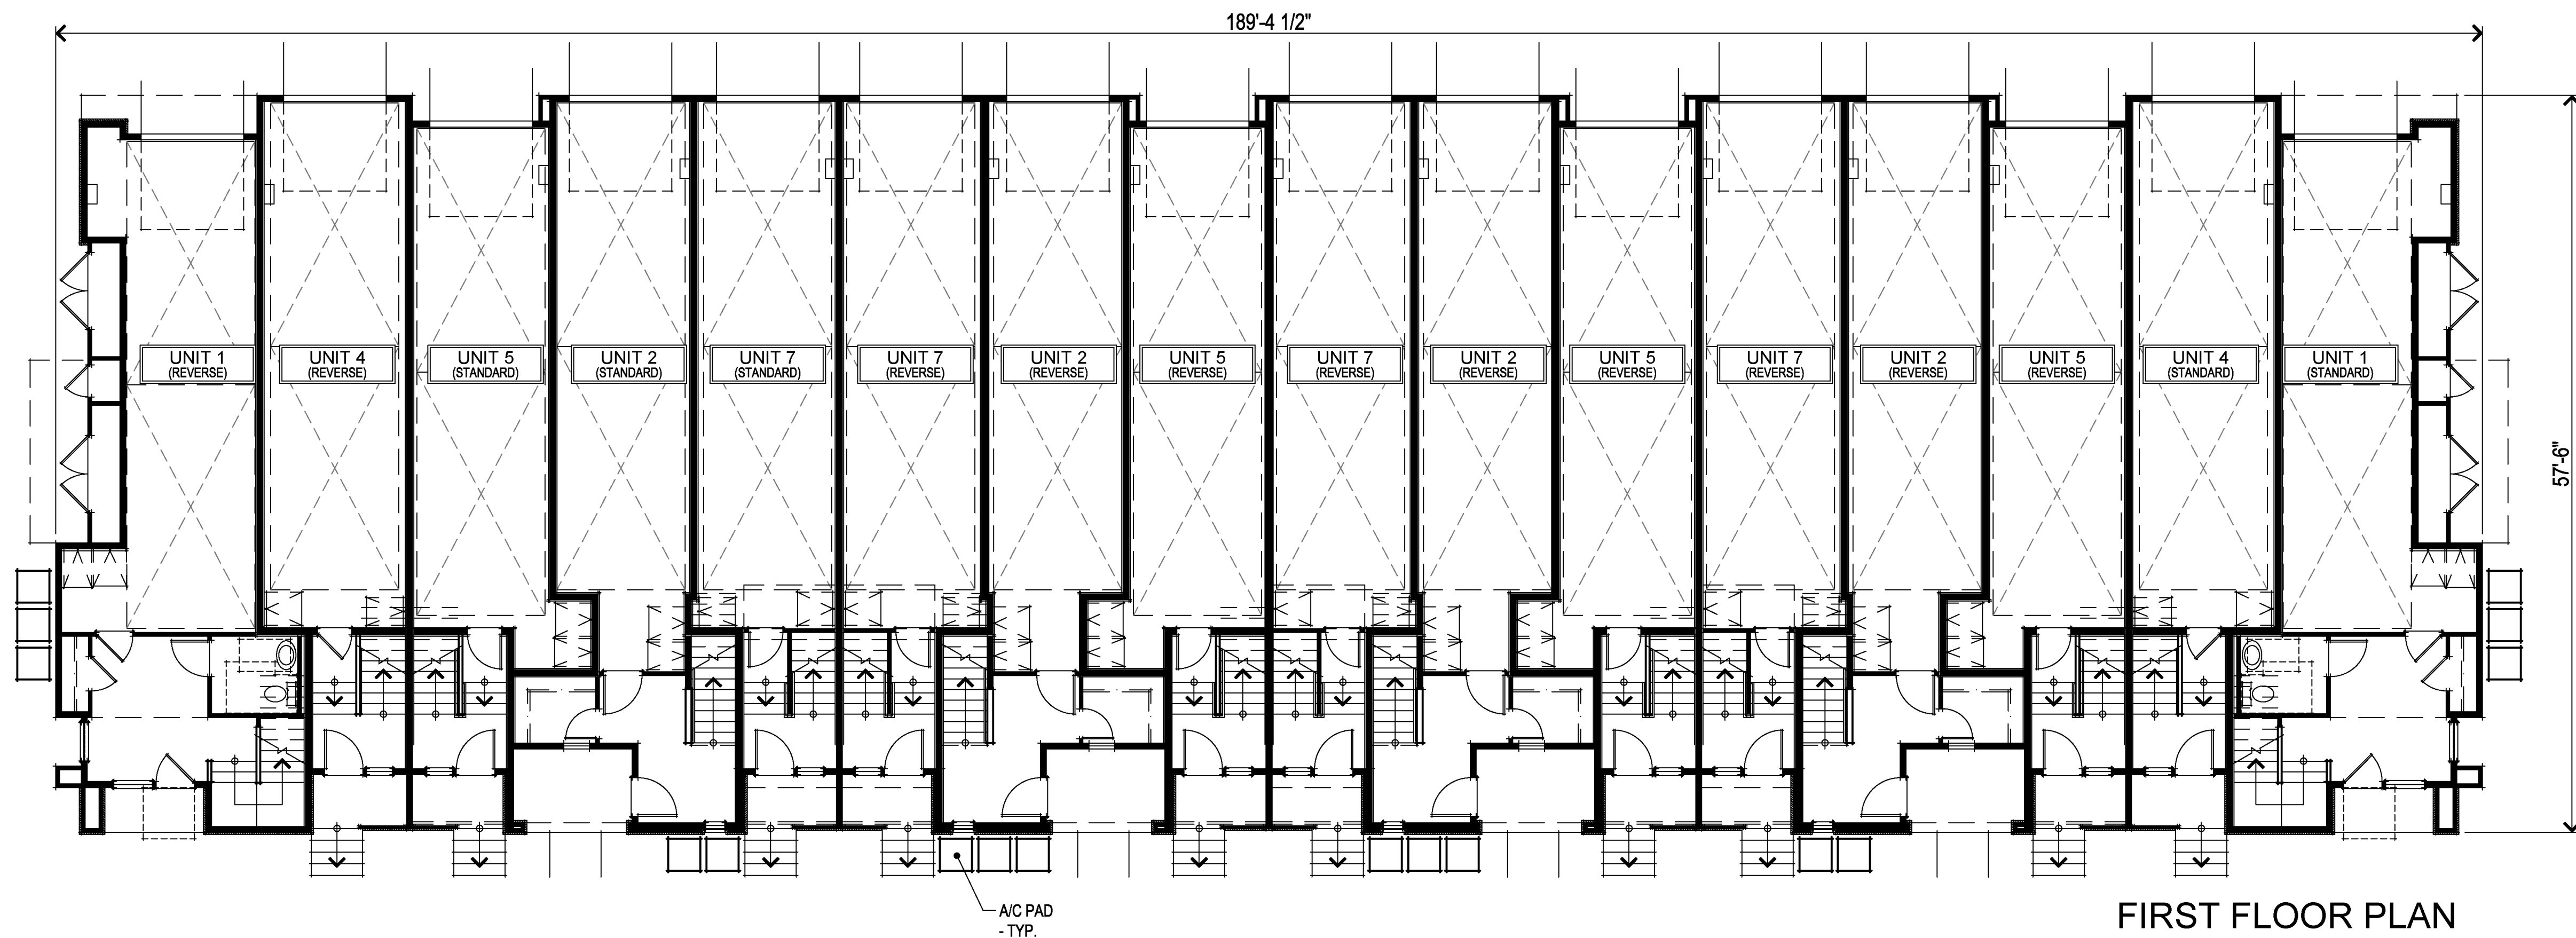 189'-4 1/2"
UNIT 1
(REVERSE)
UNIT 4
(REVERSE)
UNIT 5
(STANDARD)
UNIT 2
(STANDARD)
UNIT 7
(STANDARD)
UNIT 7
(REVERSE)
UNIT 2
(REVERSE)
UNIT 5
(REVERSE)
UNIT 7
(REVERSE)
UNIT 2
(REVERSE)
UNIT 5
(REVERSE)
UNIT 7
(REVERSE)
UNIT 2
(REVERSE)
UNIT 5
(REVERSE)
UNIT 4
(STANDARD)
UNIT 1
(STANDARD)
57'-6"
A/C PAD
- TYP.
FIRST FLOOR PLAN